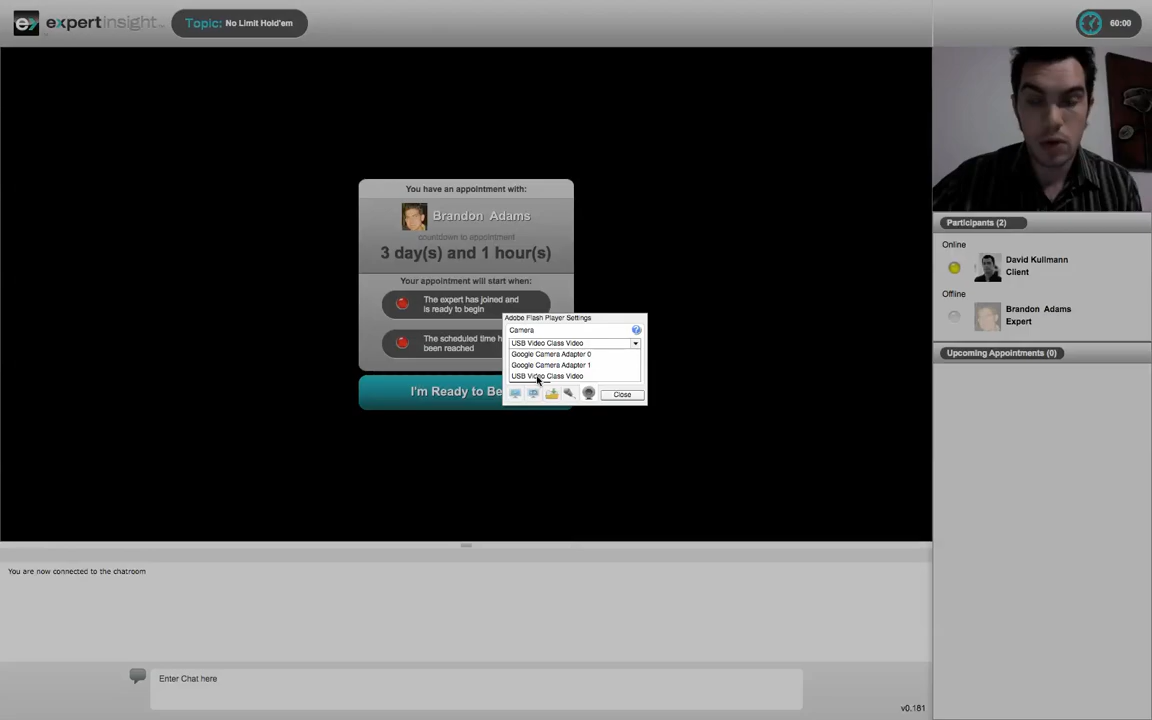 expertinsight
Topic: No Limit Hold'em
60:00
You have an appointment with:
Brandon Adams
countdown to appointment
3 day(s) and 1 hour(s)
Your appointment will start when:
The expert has joined and
is ready to begin
The scheduled time h
been reached
I'm Ready to Be
Adobe Flash Player Settings
Camera
?
USB Video Class Video
Google Camera Adapter 0
Google Camera Adapter 1
USB Video Class Video
Close
Participants (2)
Online
David Kullmann
Client
Offline
Brandon Adams
Expert
Upcoming Appointments (0)
You are now connected to the chatroom
Enter Chat here
v0.181